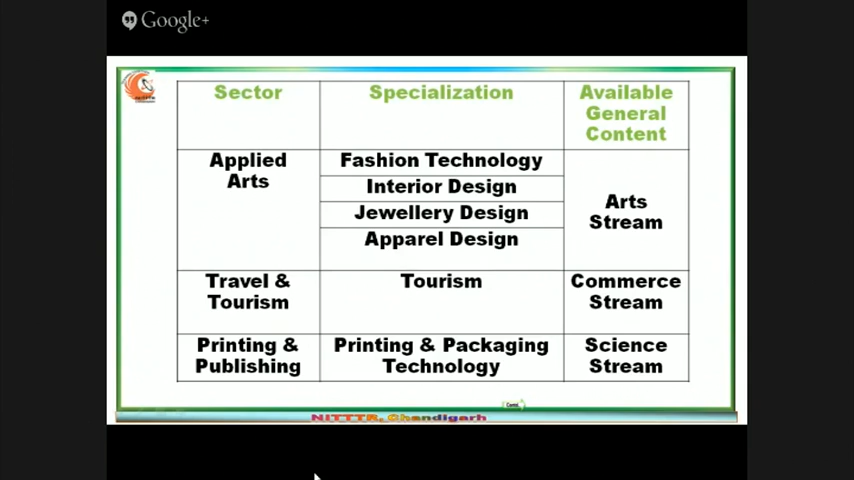 Google+
Sector Specialization Available
General
Content
Applied
Arts
Fashion Technology
Interior Design
Jewellery Design
Apparel Design
Arts
Stream
Travel &
Tourism
Tourism
Commerce
Stream
Printing &
Publishing
Printing & Packaging
Technology
Science
Stream
Contd.
NITTTR, Chandigarh